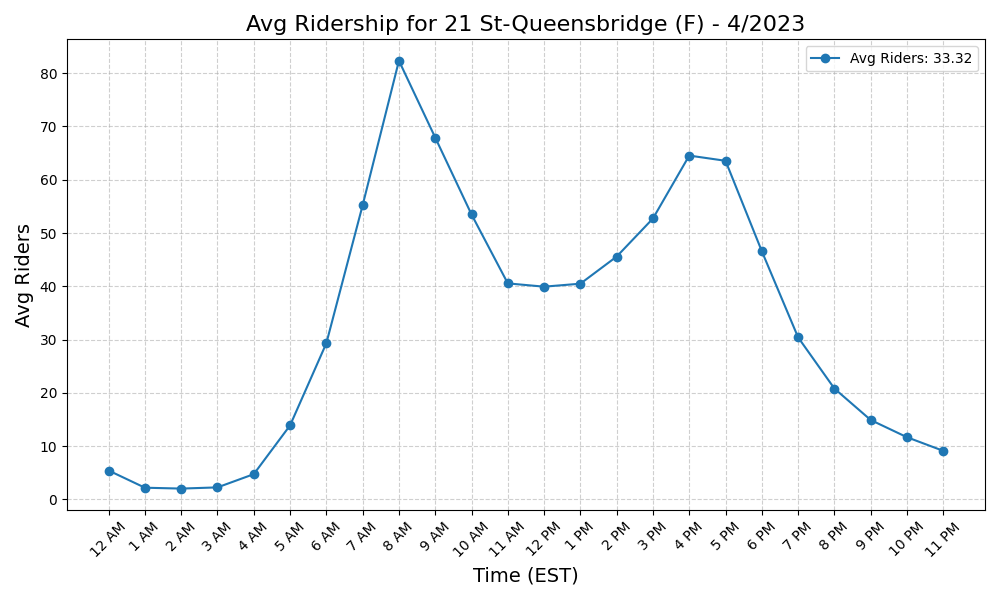 Avg Ridership for 21 St-Queensbridge (F) - 4/2023
Avg Riders: 33.32
Avg Riders
80
70
60
50
40
30
20
10
0
12 AM
1 AM
2 AM
3 AM
4 AM
5 AM
6 AM
7 AM
8 AM
9 AM
10 AM
11 AM
12 PM
1 PM
2 PM
3 PM
4 PM
5 PM
6 PM
7 PM
8 PM
9 PM
10 PM
11 PM
Time (EST)